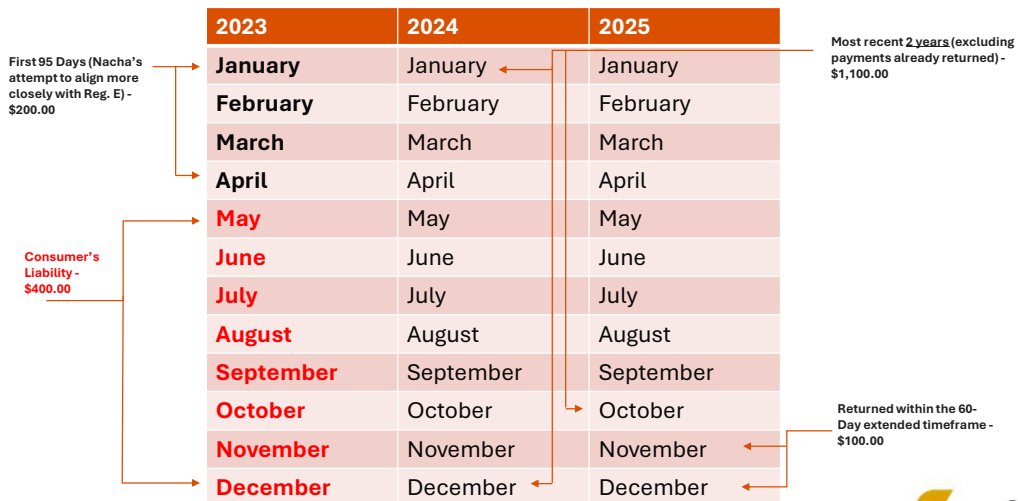 2023 2024 2025
First 95 Days (Nacha's
attempt to align more
closely with Reg. E) -
$200.00
Most recent 2 years (excluding
payments already returned) -
$1,100.00
January January January
February February February
March March March
April April April
May May May
Consumer's
Liability -
$400.00
June June June
July July July
August August August
September September September
October October October
Returned within the 60-
Day extended timeframe -
$100.00
November November November
December December December